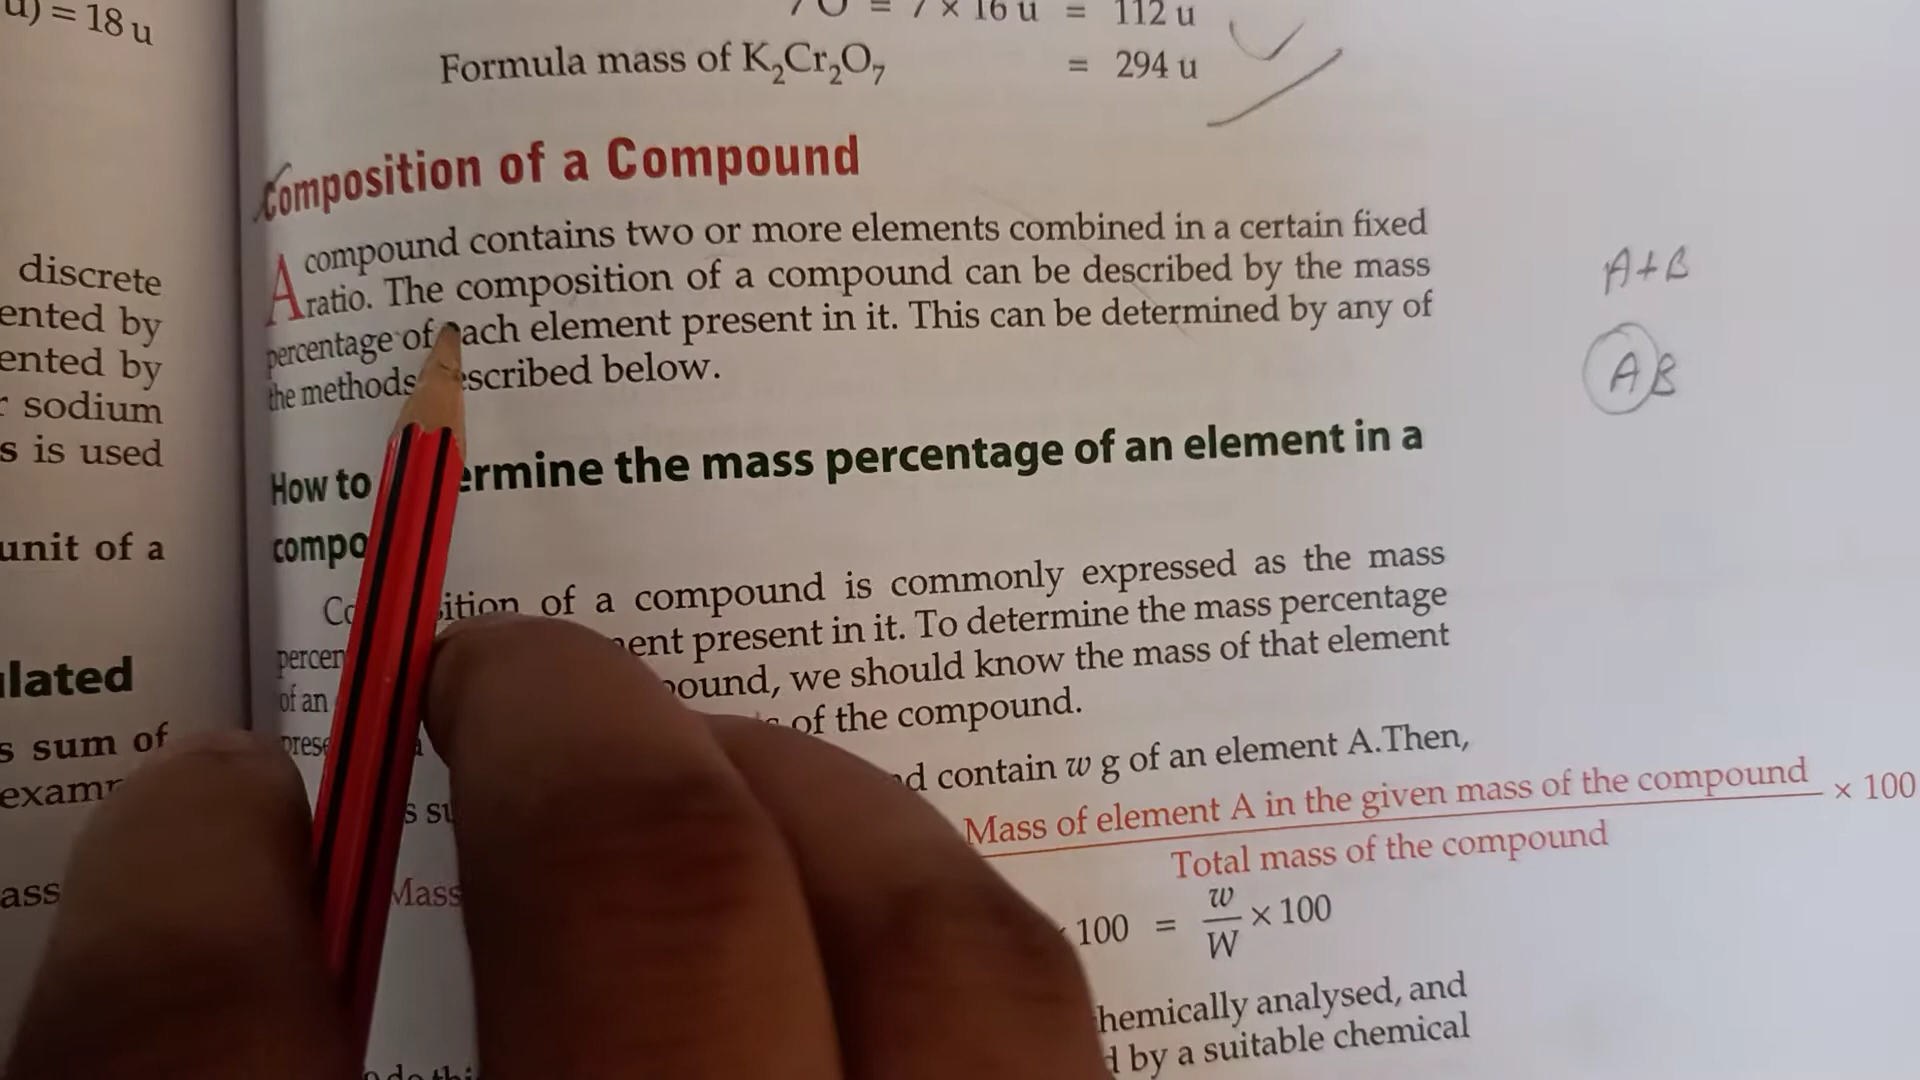 u) = 18 u
discrete
ented by
ented by
sodium
s is used
unit of a
lated
s sum of
ass
7 O = 7 × 16 u = 112 u
Formula mass of K₂Cr₂O₇ = 294 u
Composition of a Compound
A compound contains two or more elements combined in a certain fixed
ratio. The composition of a compound can be described by the mass
percentage of each element present in it. This can be determined by any of
the methods escribed below.
How to ermine the mass percentage of an element in a
compo
Co ition of a compound is commonly expressed as the mass
percen ent present in it. To determine the mass percentage
of an ound, we should know the mass of that element
prese of the compound.
d contain w g of an element A.Then,
s su Mass of element A in the given mass of the compound × 100
Mass Total mass of the compound
100 = w/W × 100
hemically analysed, and
d by a suitable chemical
A+B
AB